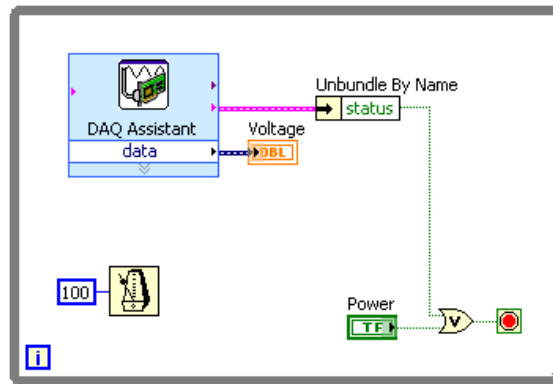 Unbundle By Name
status
DAQ Assistant
data
Voltage
DBL
100
Power
TF
V
i